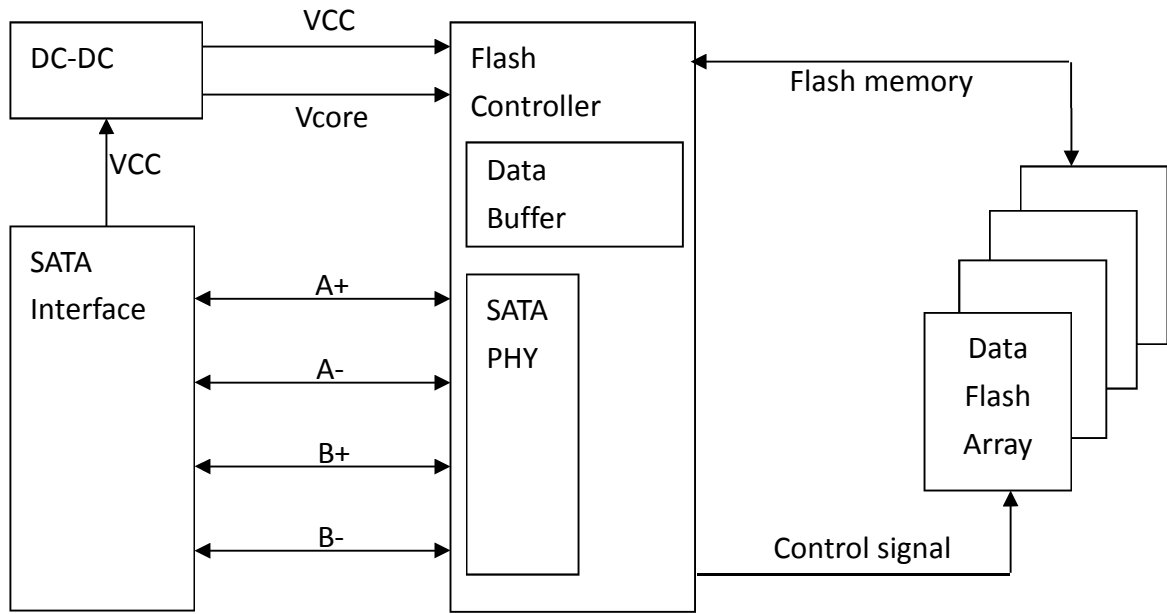 DC-DC
VCC
Vcore
VCC
Flash
Controller
Data
Buffer
SATA
PHY
SATA
Interface
A+
A-
B+
B-
Flash memory
Data
Flash
Array
Control signal